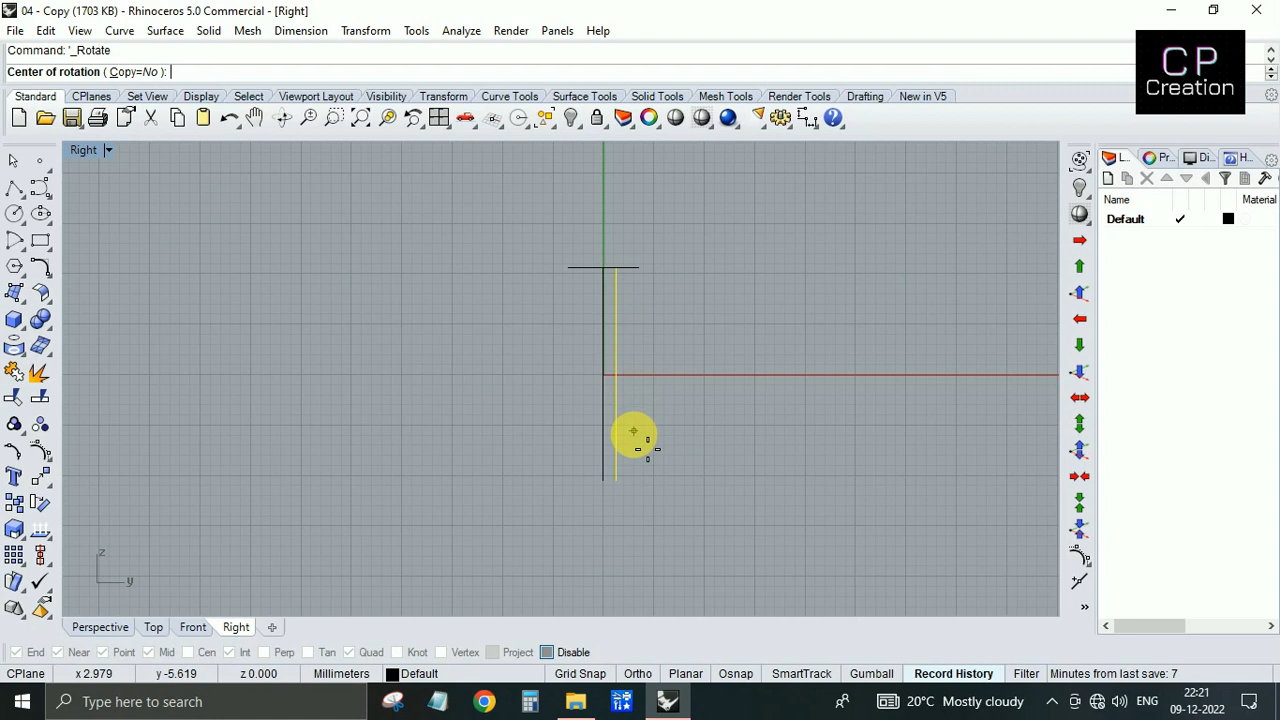 04 - Copy (1703 KB) - Rhinoceros 5.0 Commercial - [Right]
File Edit View Curve Surface Solid Mesh Dimension Transform Tools Analyze Render Panels Help
Command: '_Rotate
Center of rotation ( Copy=No ):
CP
Creation
Standard CPlanes Set View Display Select Viewport Layout Visibility Transform Curve Tools Surface Tools Solid Tools Mesh Tools Render Tools Drafting New in V5
Right
L... Pr... Di... H...
Name Material
Default
z
y
Perspective Top Front Right
End Near Point Mid Cen Int Perp Tan Quad Knot Vertex Project Disable
CPlane x 2.979 y -5.619 z 0.000 Millimeters Default Grid Snap Ortho Planar Osnap SmartTrack Gumball Record History Filter Minutes from last save: 7
Type here to search
20°C Mostly cloudy
ENG
22:21
09-12-2022